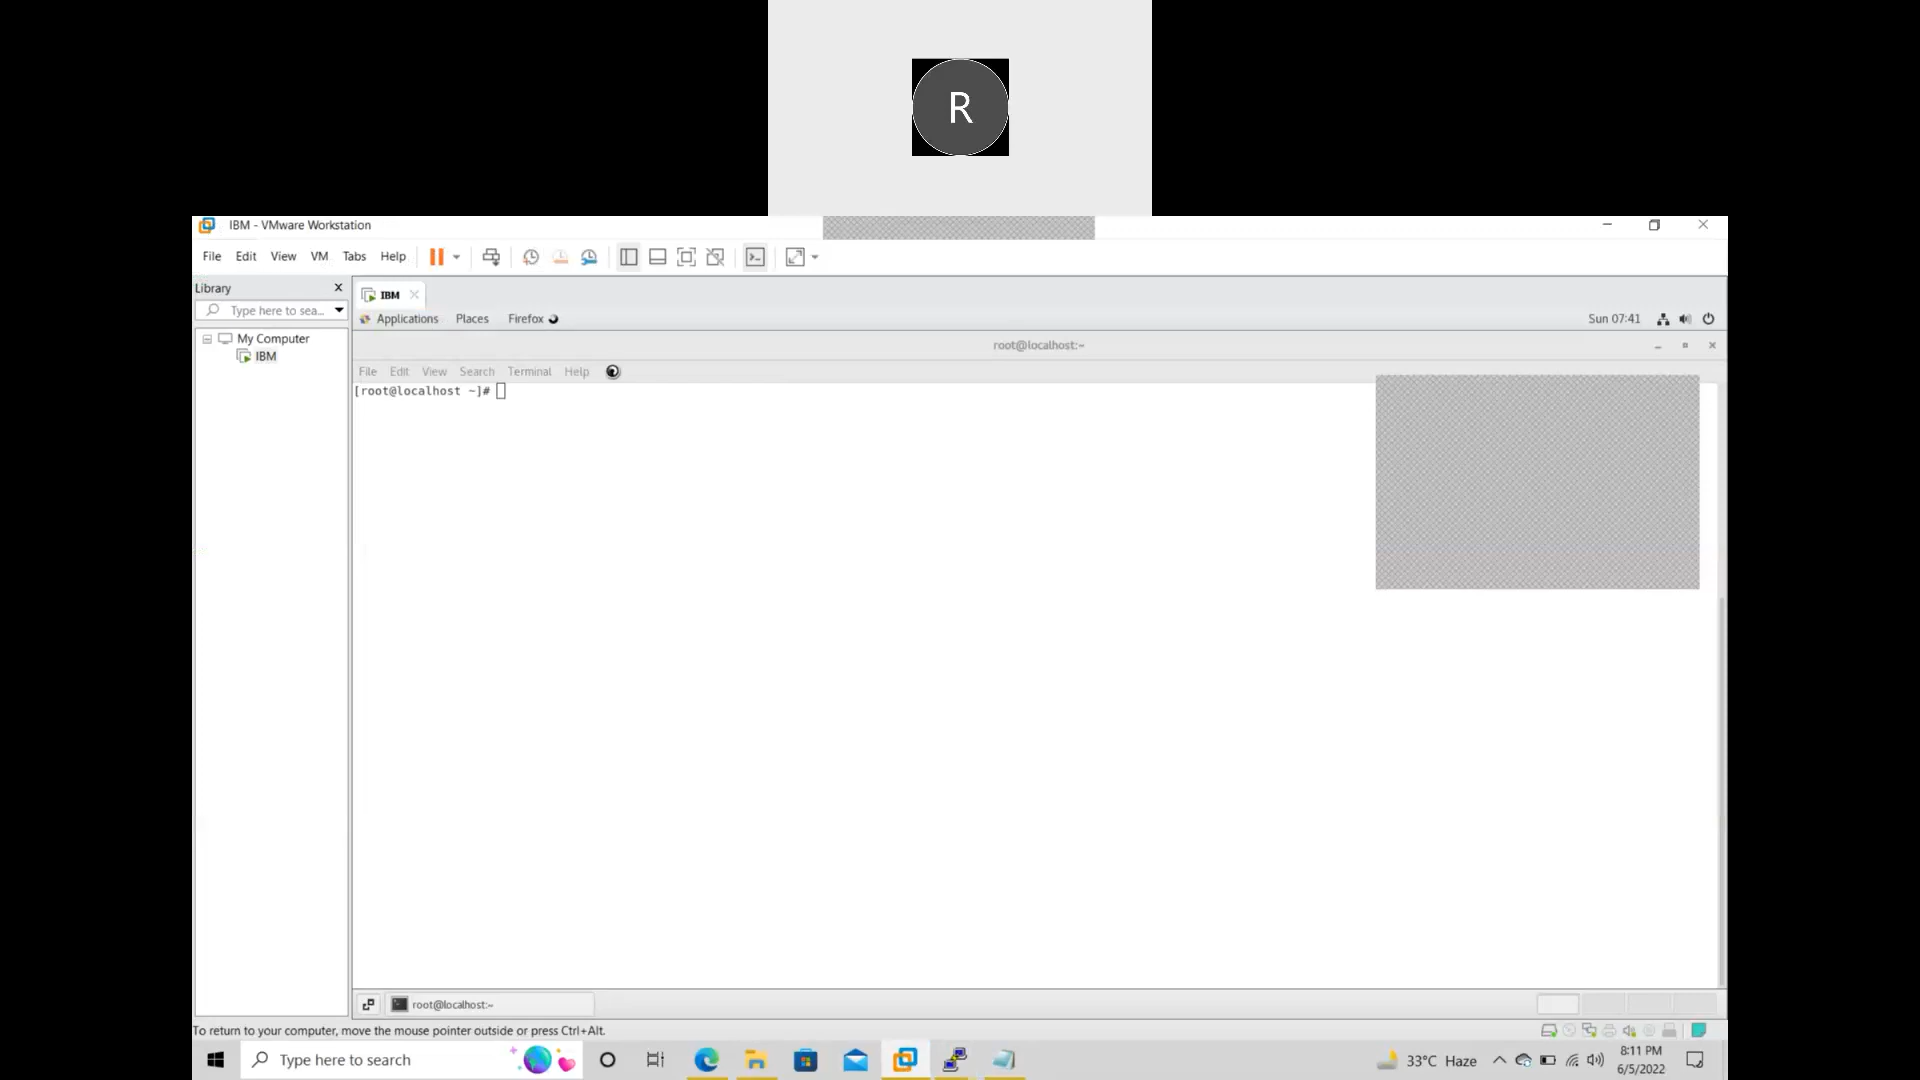 R
IBM - VMware Workstation
File Edit View VM Tabs Help
Library
IBM
Type here to sea...
Applications Places Firefox
Sun 07:41
My Computer
root@localhost:~
IBM
File Edit View Search Terminal Help
[root@localhost ~]#
root@localhost:~
To return to your computer, move the mouse pointer outside or press Ctrl+Alt.
Type here to search
33°C Haze
8:11 PM
6/5/2022